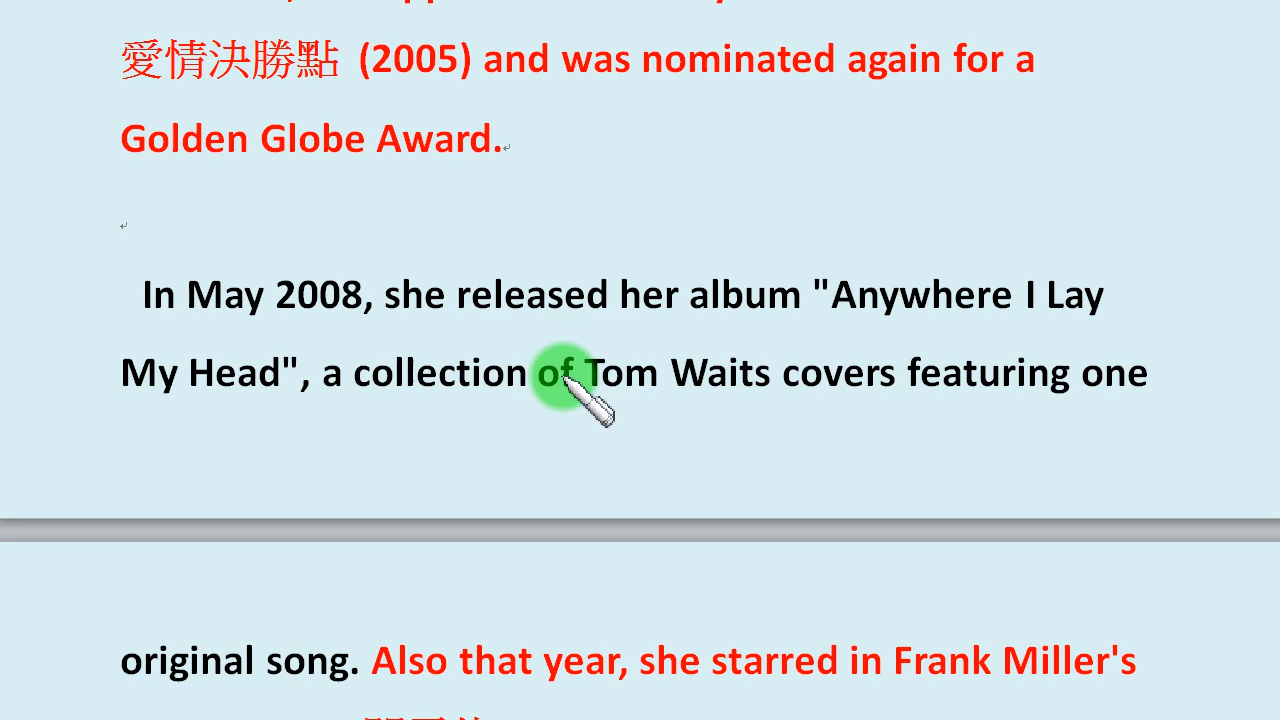 愛情決勝點 (2005) and was nominated again for a
Golden Globe Award.
In May 2008, she released her album "Anywhere I Lay
My Head", a collection of Tom Waits covers featuring one
original song. Also that year, she starred in Frank Miller's